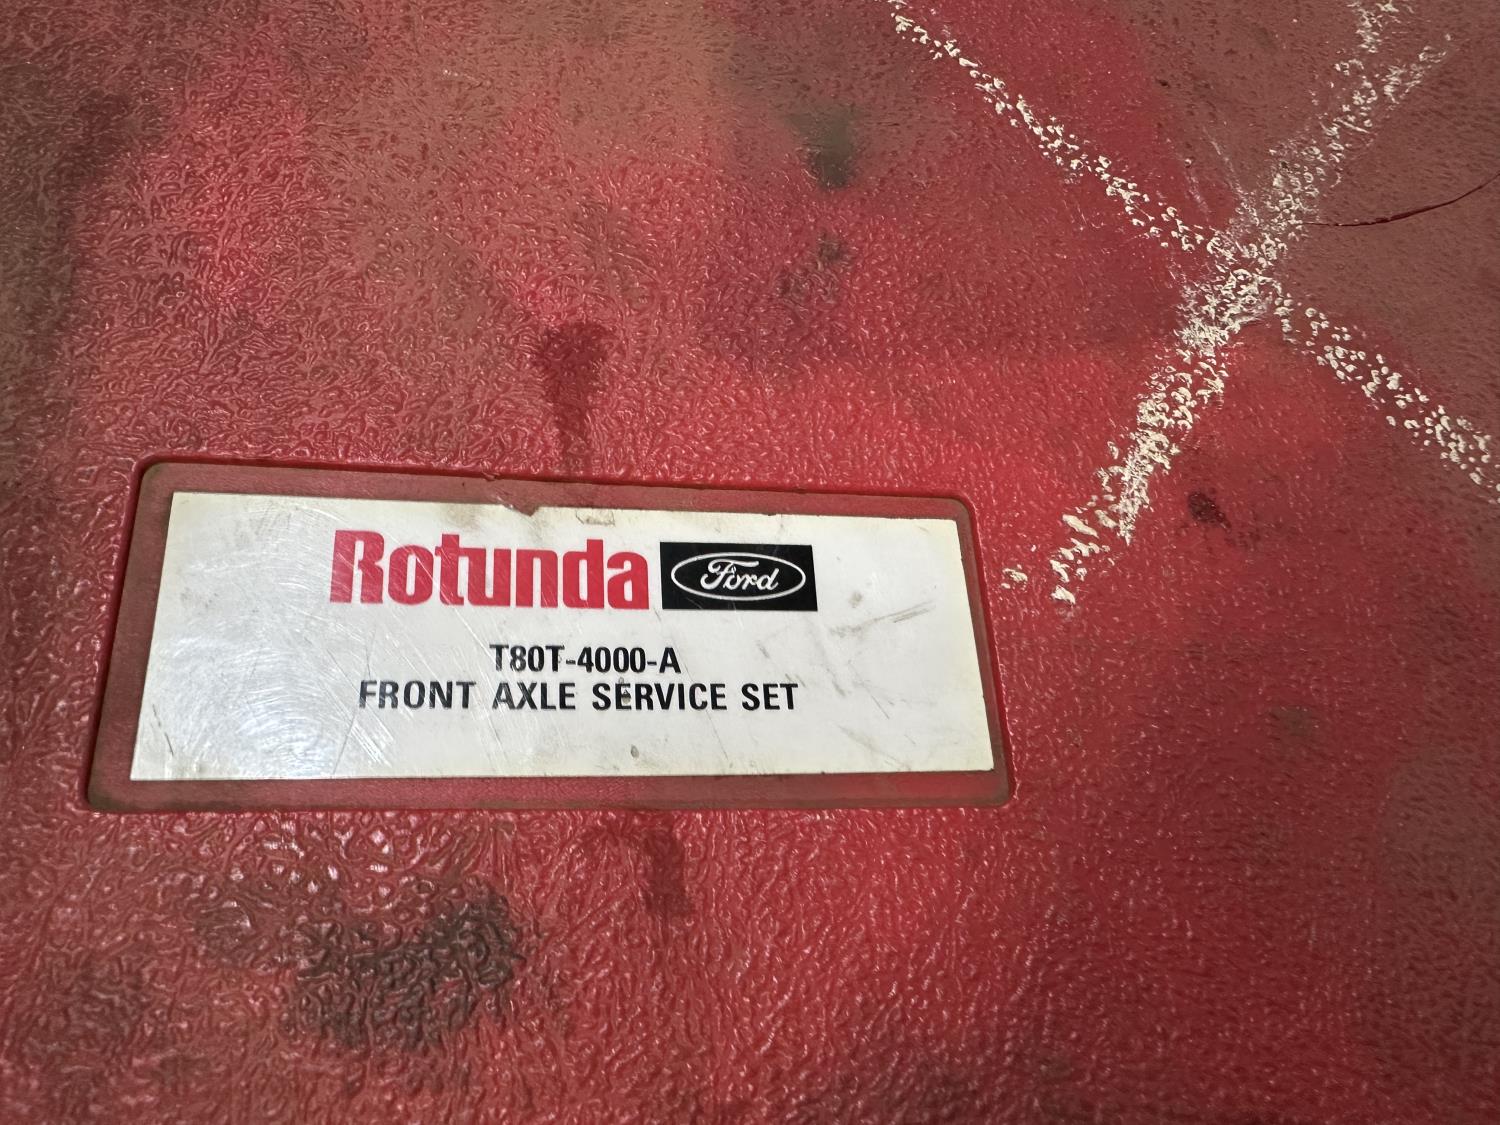 Rotunda Ford
T80T-4000-A
FRONT AXLE SERVICE SET